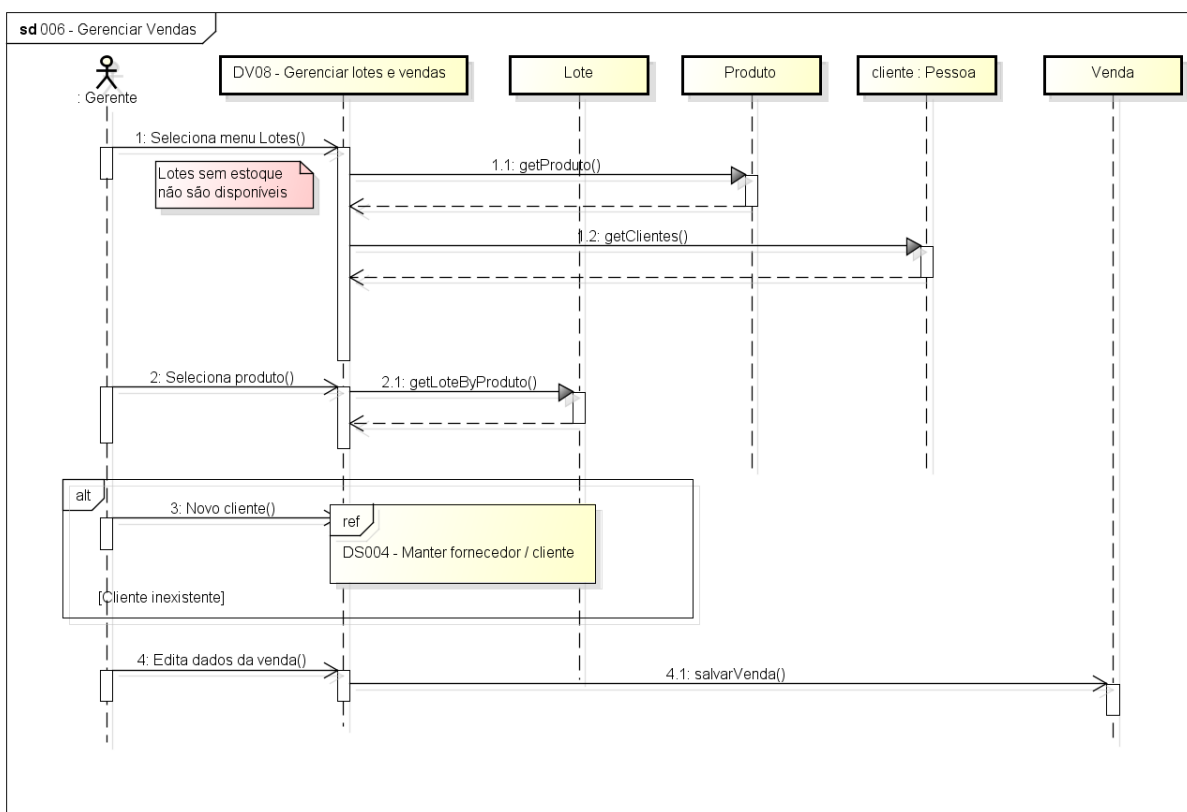 sd 006 - Gerenciar Vendas
: Gerente
DV08 - Gerenciar lotes e vendas
Lote
Produto
cliente : Pessoa
Venda
1: Seleciona menu Lotes()
Lotes sem estoque
não são disponíveis
1.1: getProduto()
1.2: getClientes()
2: Seleciona produto()
2.1: getLoteByProduto()
alt
3: Novo cliente()
ref
DS004 - Manter fornecedor / cliente
[Cliente inexistente]
4: Edita dados da venda()
4.1: salvarVenda()